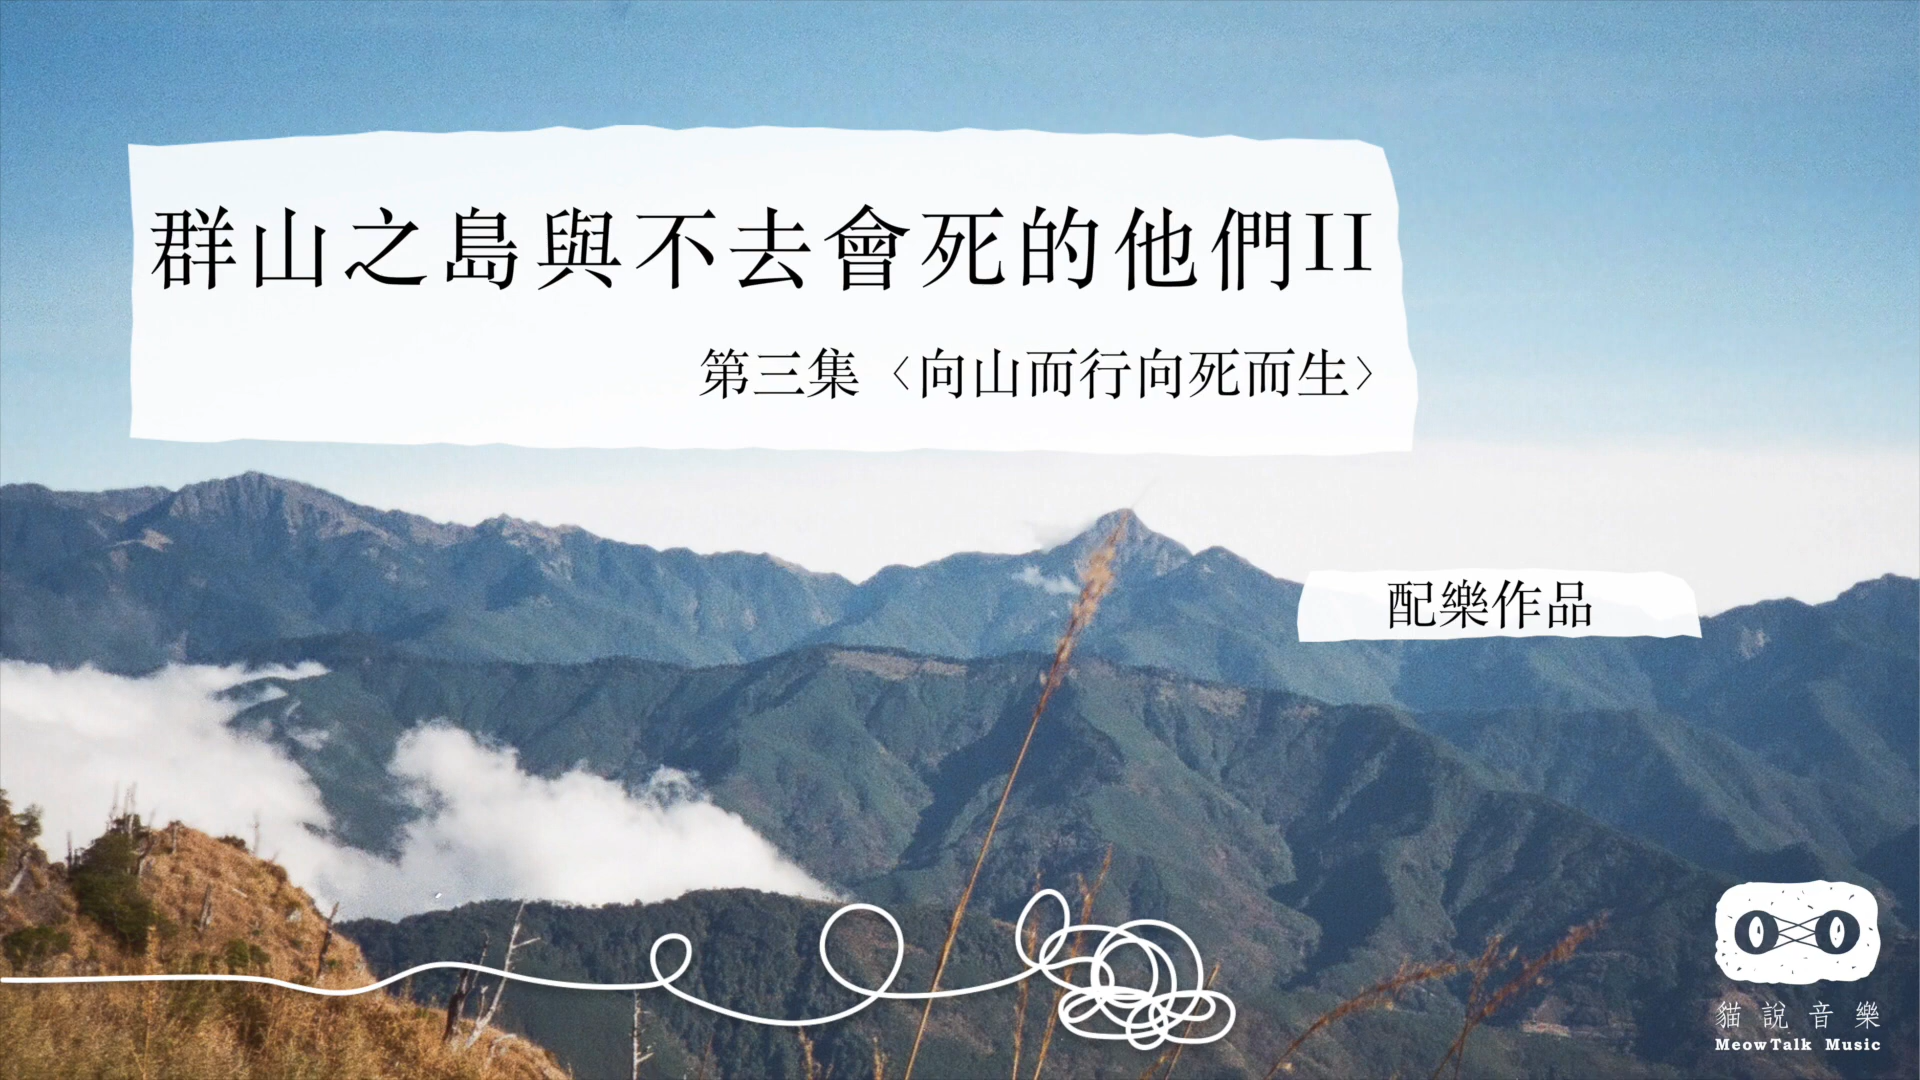 群山之島與不去會死的他們II
第三集〈向山而行向死而生〉
配樂作品
貓說音樂
MeowTalk Music